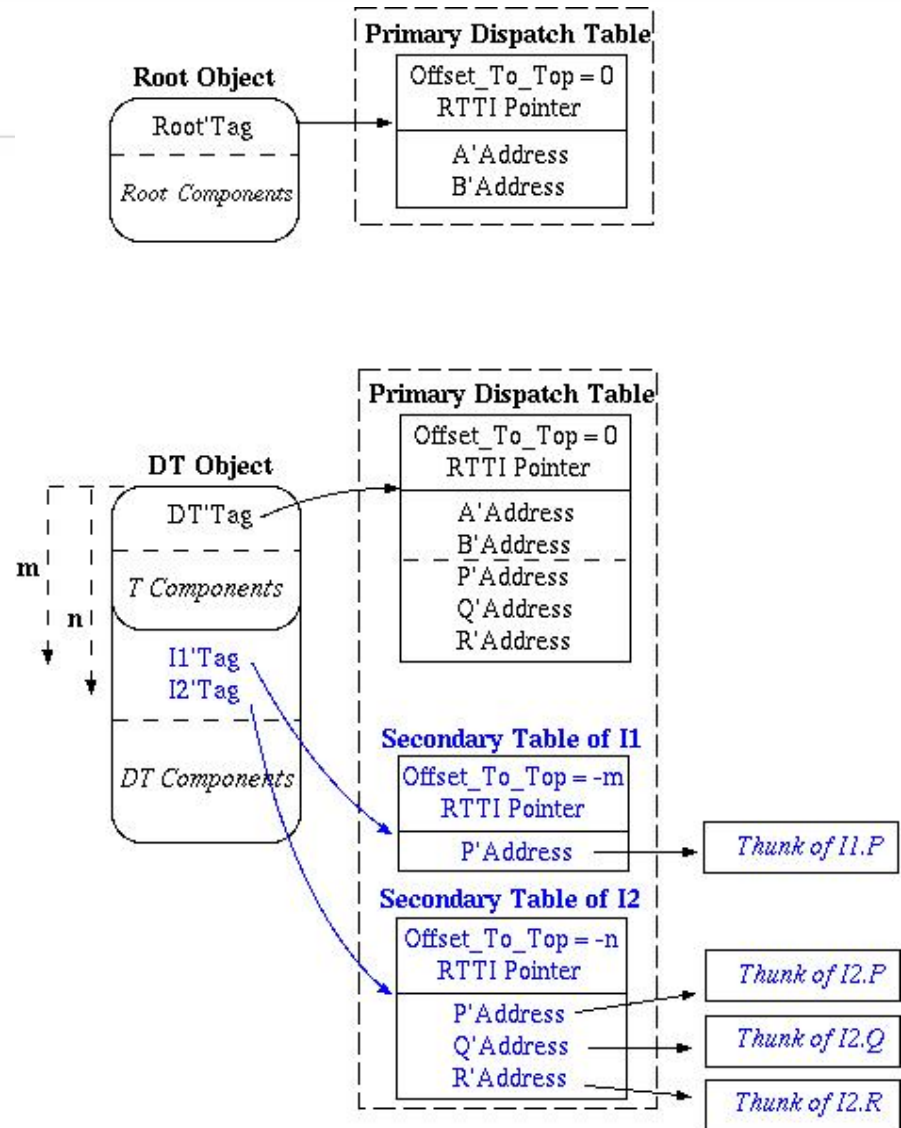 Primary Dispatch Table
Root Object
Offset_To_Top = 0
RTTI Pointer
Root'Tag
A'Address
B'Address
Root Components
Primary Dispatch Table
Offset_To_Top = 0
RTTI Pointer
DT Object
DT'Tag
A'Address
B'Address
m
T Components
P'Address
n
Q'Address
R'Address
I1'Tag
I2'Tag
Secondary Table of I1
DT Components
Offset_To_Top = -m
RTTI Pointer
P'Address
Thunk of I1.P
Secondary Table of I2
Offset_To_Top = -n
RTTI Pointer
Thunk of I2.P
P'Address
Q'Address
Thunk of I2.Q
R'Address
Thunk of I2.R